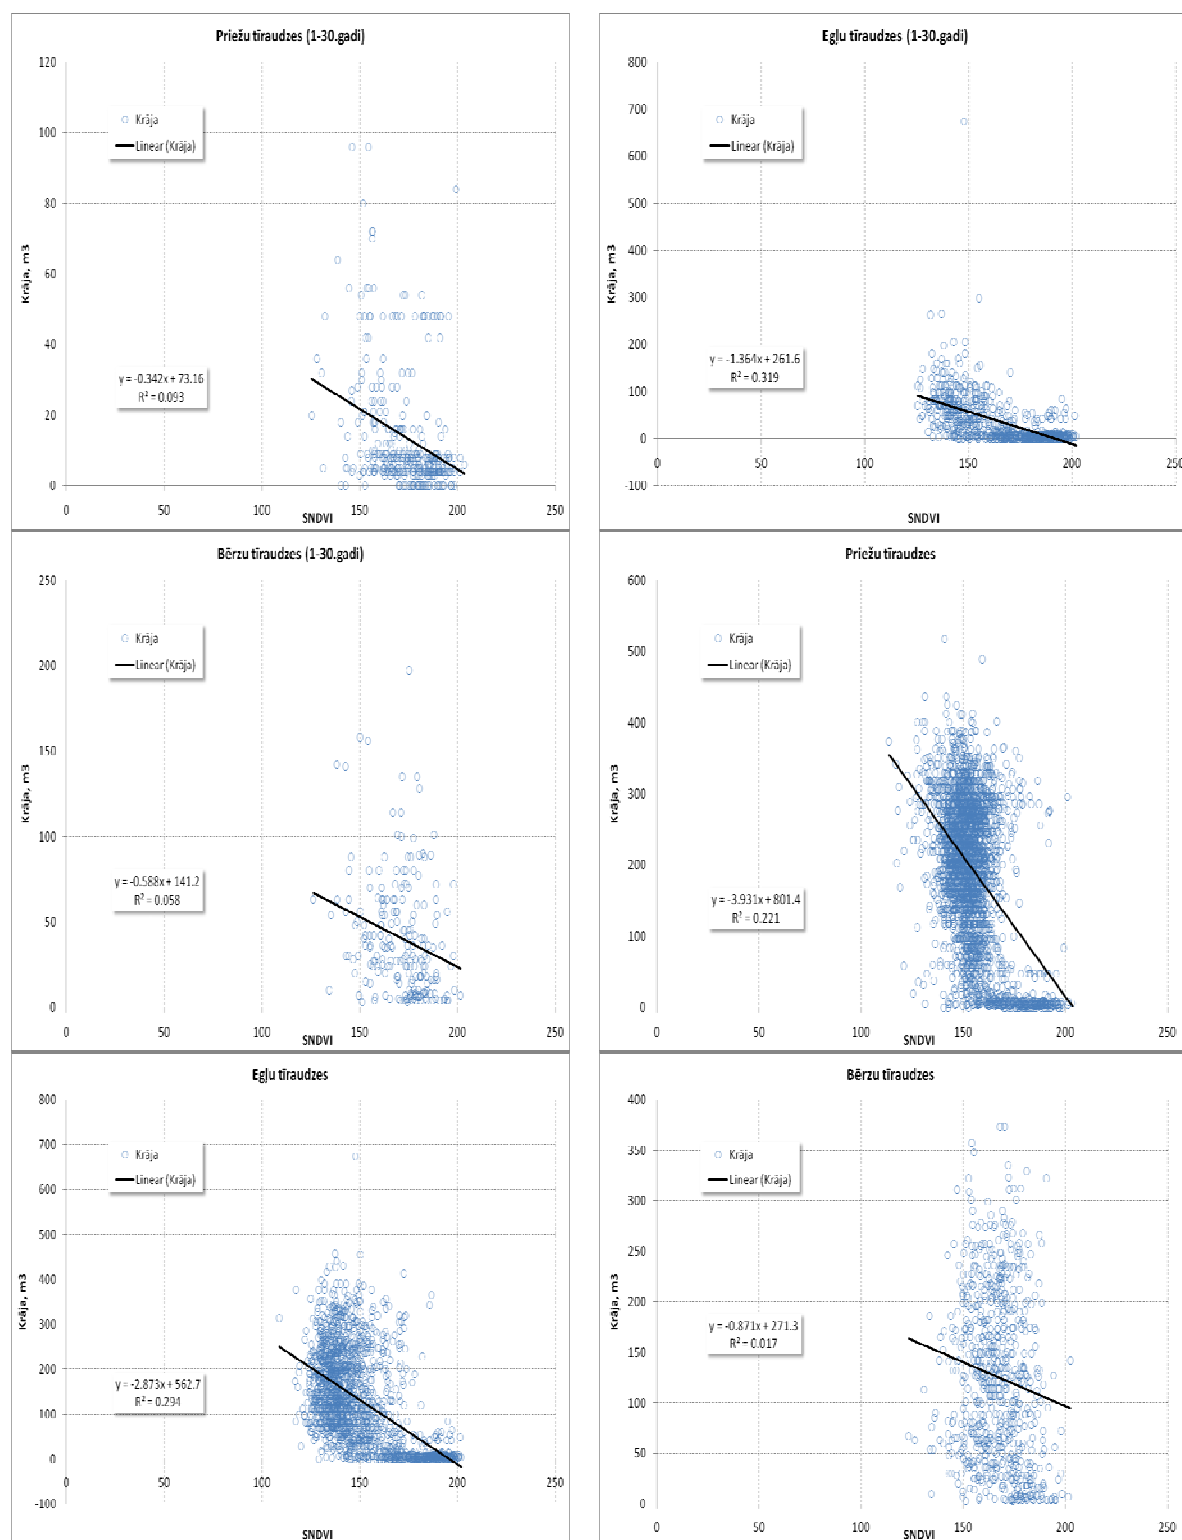 Priežu tīraudzes (1-30.gadi)
120
100
80
60
40
20
0
Krāja, m3
Krāja
Linear (Krāja)
y = -0.342x + 73.16
R² = 0.093
0 50 100 150 200 250
SNDVI
Egļu tīraudzes (1-30.gadi)
800
700
600
500
400
300
200
100
0
-100
Krāja, m3
Krāja
Linear (Krāja)
y = -1.364x + 261.6
R² = 0.319
0 50 100 150 200 250
SNDVI
Bērzu tīraudzes (1-30.gadi)
250
200
150
100
50
0
Krāja, m3
Krāja
Linear (Krāja)
y = -0.588x + 141.2
R² = 0.058
0 50 100 150 200 250
SNDVI
Priežu tīraudzes
600
500
400
300
200
100
0
Krāja, m3
Krāja
Linear (Krāja)
y = -3.931x + 801.4
R² = 0.221
0 50 100 150 200 250
SNDVI
Egļu tīraudzes
800
700
600
500
400
300
200
100
0
-100
Krāja, m3
Krāja
Linear (Krāja)
y = -2.873x + 562.7
R² = 0.294
0 50 100 150 200 250
SNDVI
Bērzu tīraudzes
400
350
300
250
200
150
100
50
0
Krāja, m3
Krāja
Linear (Krāja)
y = -0.871x + 271.3
R² = 0.017
0 50 100 150 200 250
SNDVI